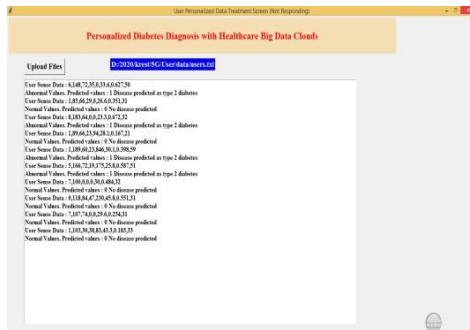 User Personalized Data Treatment Screen (Not Responding)
Personalized Diabetes Diagnosis with Healthcare Big Data Clouds
Upload Files
D:/2020/krest/5G/User/data/users.txt
User Sense Data : 6,148,72,35,0,33.6,0.627,50
Abnormal Values. Predicted values : 1 Disease predicted as type 2 diabetes
User Sense Data : 1,85,66,29,0,26.6,0.351,31
Normal Values. Predicted values : 0 No disease predicted
User Sense Data : 8,183,64,0,0,23.3,0.672,32
Abnormal Values. Predicted values : 1 Disease predicted as type 2 diabetes
User Sense Data : 1,89,66,23,94,28.1,0.167,21
Normal Values. Predicted values : 0 No disease predicted
User Sense Data : 1,189,60,23,846,30.1,0.398,59
Abnormal Values. Predicted values : 1 Disease predicted as type 2 diabetes
User Sense Data : 5,166,72,19,175,25.8,0.587,51
Abnormal Values. Predicted values : 1 Disease predicted as type 2 diabetes
User Sense Data : 7,100,0,0,0,30,0.484,32
Normal Values. Predicted values : 0 No disease predicted
User Sense Data : 0,118,84,47,230,45.8,0.551,31
Normal Values. Predicted values : 0 No disease predicted
User Sense Data : 7,107,74,0,0,29.6,0.254,31
Normal Values. Predicted values : 0 No disease predicted
User Sense Data : 1,103,30,38,83,43.3,0.183,33
Normal Values. Predicted values : 0 No disease predicted